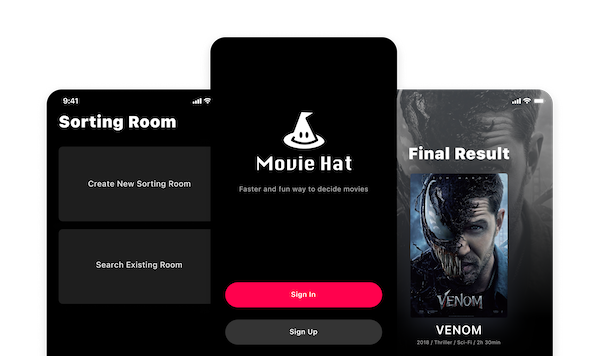 9:41
Sorting Room
Create New Sorting Room
Search Existing Room
Movie Hat
Faster and fun way to decide movies
Sign In
Sign Up
Final Result
VENOM
VENOM
2018 / Thriller / Sci-Fi / 2h 30min